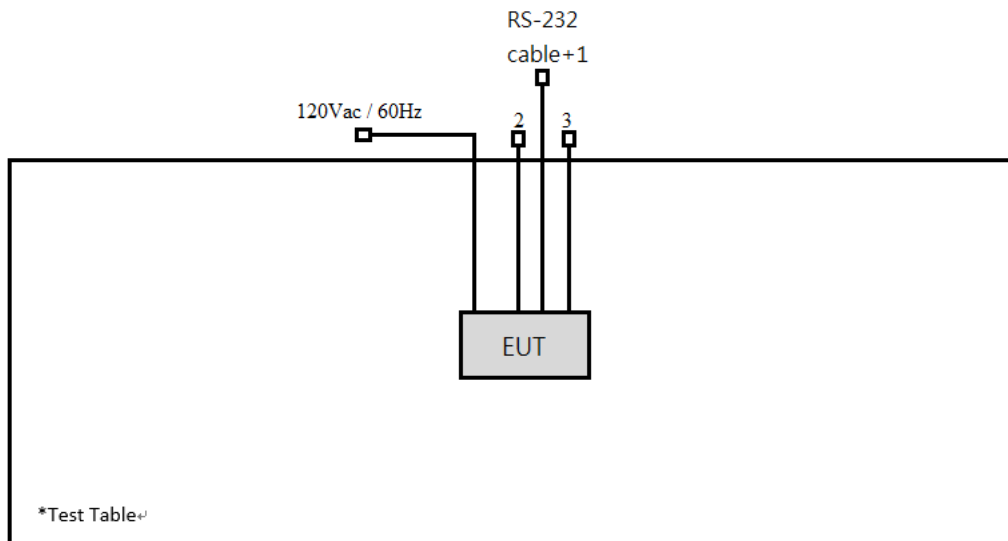 RS-232
cable+1
120Vac / 60Hz
2
3
EUT
*Test Table↵